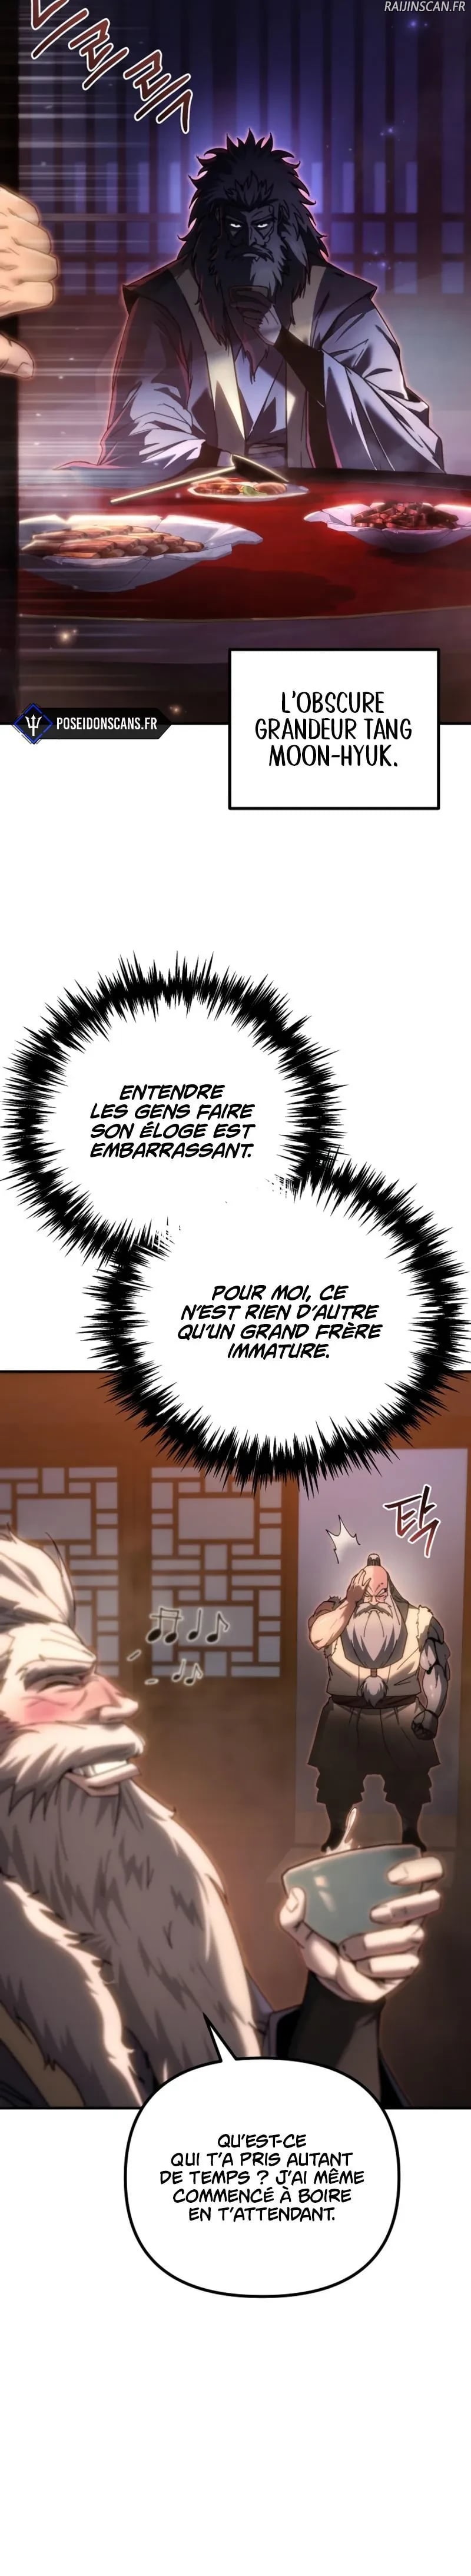 RAIJINSCAN.FR
POSEIDONSCANS.FR
L'OBSCURE
GRANDEUR TANG
MOON-HYUK.
ENTENDRE
LES GENS FAIRE
SON ÉLOGE EST
EMBARRASSANT.
POUR MOI, CE
N'EST RIEN D'AUTRE
QU'UN GRAND FRÈRE
IMMATURE.
탁
QU'EST-CE
QUI T'A PRIS AUTANT
DE TEMPS ? J'AI MÊME
COMMENCÉ À BOIRE
EN T'ATTENDANT.